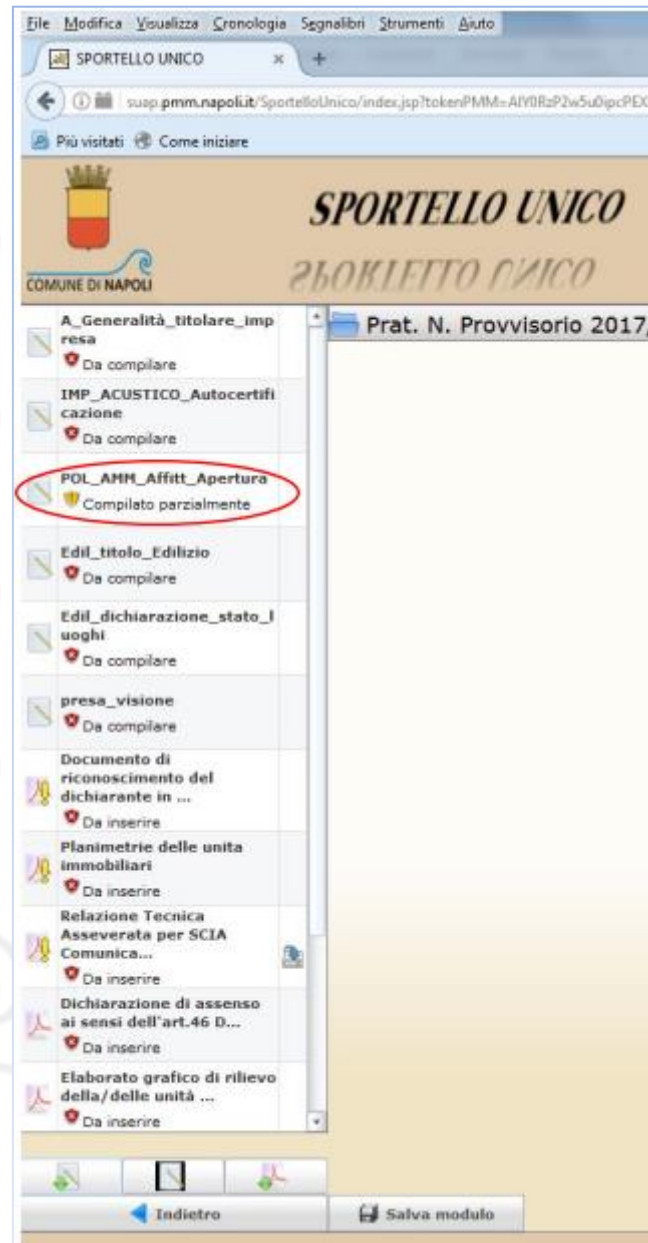 File Modifica Visualizza Cronologia Segnalibri Strumenti Aiuto
SPORTELLO UNICO × +
suap.pmm.napoli.it/SportelloUnico/index.jsp?tokenPMM=
Più visitati Come iniziare
SPORTELLO UNICO
SPORTELLO UNICO
COMUNE DI NAPOLI
Prat. N. Provvisorio 2017/
A_Generalità_titolare_imp
resa
Da compilare
IMP_ACUSTICO_Autocertifi
cazione
Da compilare
POL_AMM_Affitt_Apertura
Compilato parzialmente
Edil_titolo_Edilizio
Da compilare
Edil_dichiarazione_stato_l
uoghi
Da compilare
presa_visione
Da compilare
Documento di
riconoscimento del
dichiarante in ...
Da inserire
Planimetrie delle unita
immobiliari
Da inserire
Relazione Tecnica
Asseverata per SCIA
Comunica...
Da inserire
Dichiarazione di assenso
ai sensi dell'art.46 D...
Da inserire
Elaborato grafico di rilievo
della/delle unità ...
Da inserire
Indietro
Salva modulo